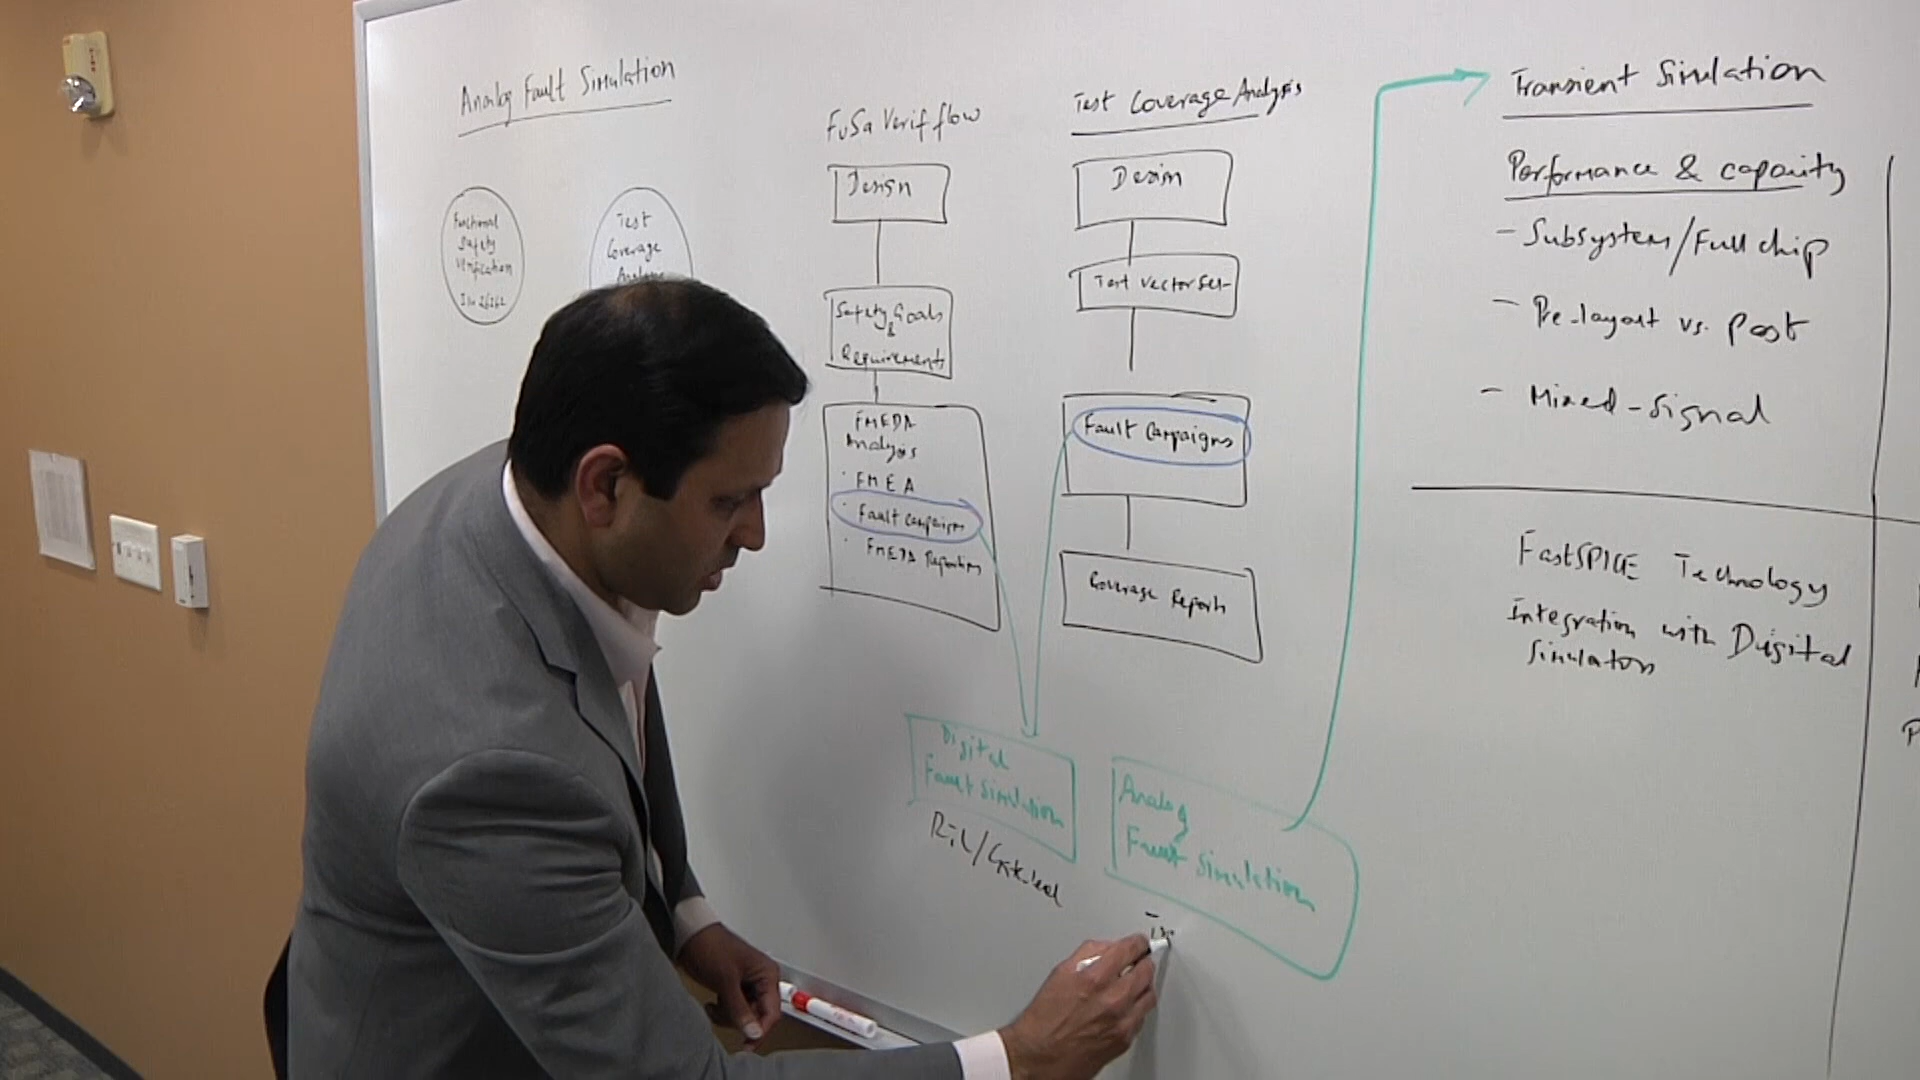 Analog Fault Simulation
Functional
Safety
Verification
ISO 26262
Test
Coverage
FuSa Verif flow
Design
Safety Goals
&
Requirements
FMEDA
Analysis
· FMEA
· Fault Campaigns
· FMEDA Reporting
Test Coverage Analysis
Design
Test Vector Set
Fault Campaigns
Coverage Reports
Digital
Fault Simulation
RTL/Gate-level
Analog
Fault Simulation
Transient Simulation
Performance & capacity
- Subsystem/Full chip
- Pre-layout vs. Post
- Mixed-Signal
FastSPICE Technology
Integration with Digital
Simulators